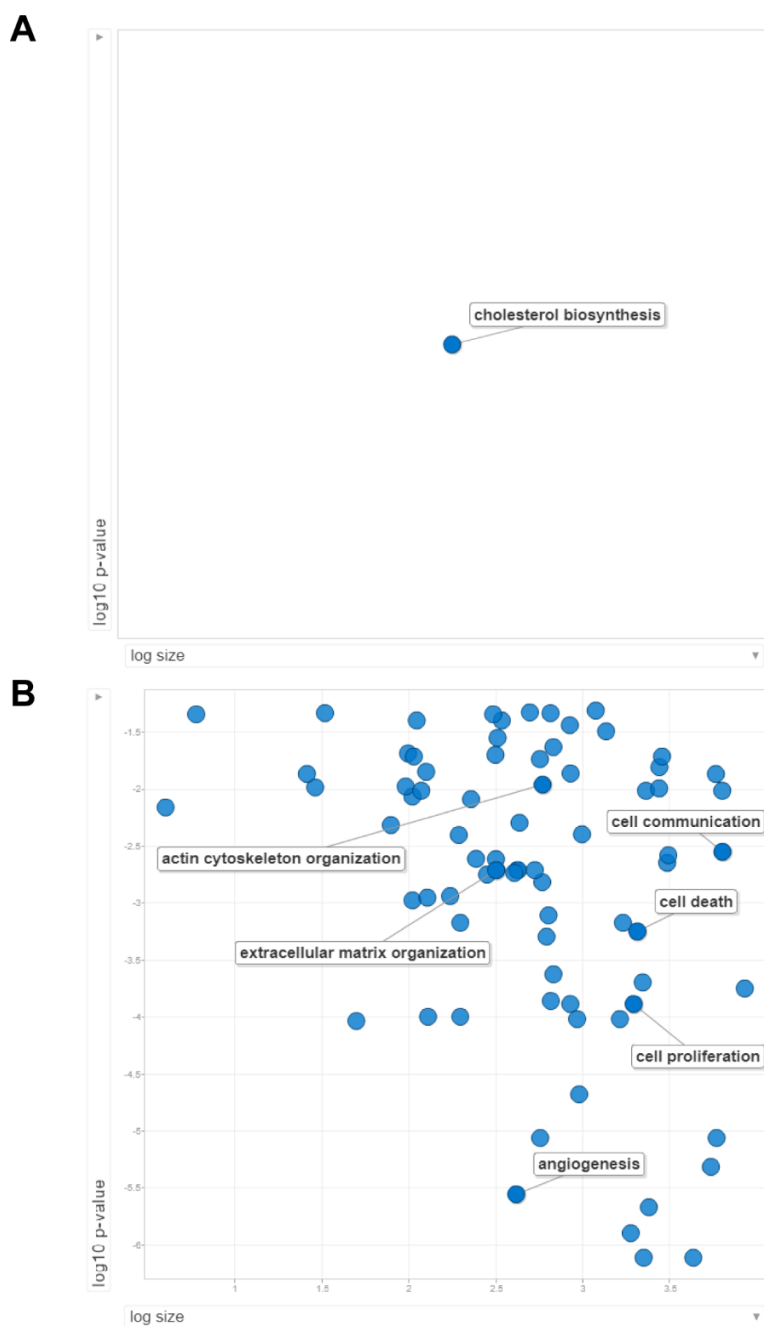 A
cholesterol biosynthesis
log10 p-value
log size
B
-1.5
-2
actin cytoskeleton organization
cell communication
-2.5
cell death
-3
extracellular matrix organization
-3.5
-4
cell proliferation
-4.5
-5
angiogenesis
-5.5
-6
log10 p-value
1
1.5
2
2.5
3
3.5
log size